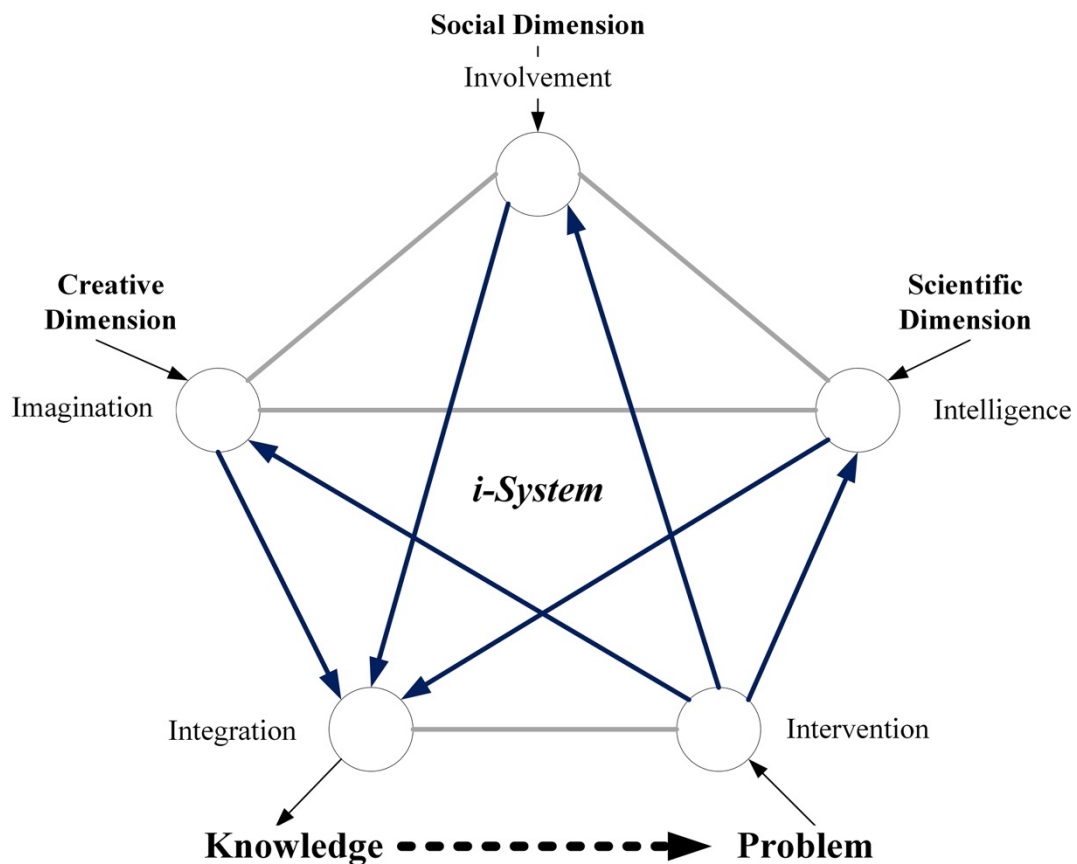 Social Dimension
Involvement
Creative
Dimension
Scientific
Dimension
Imagination
Intelligence
i-System
Integration
Intervention
Knowledge
Problem